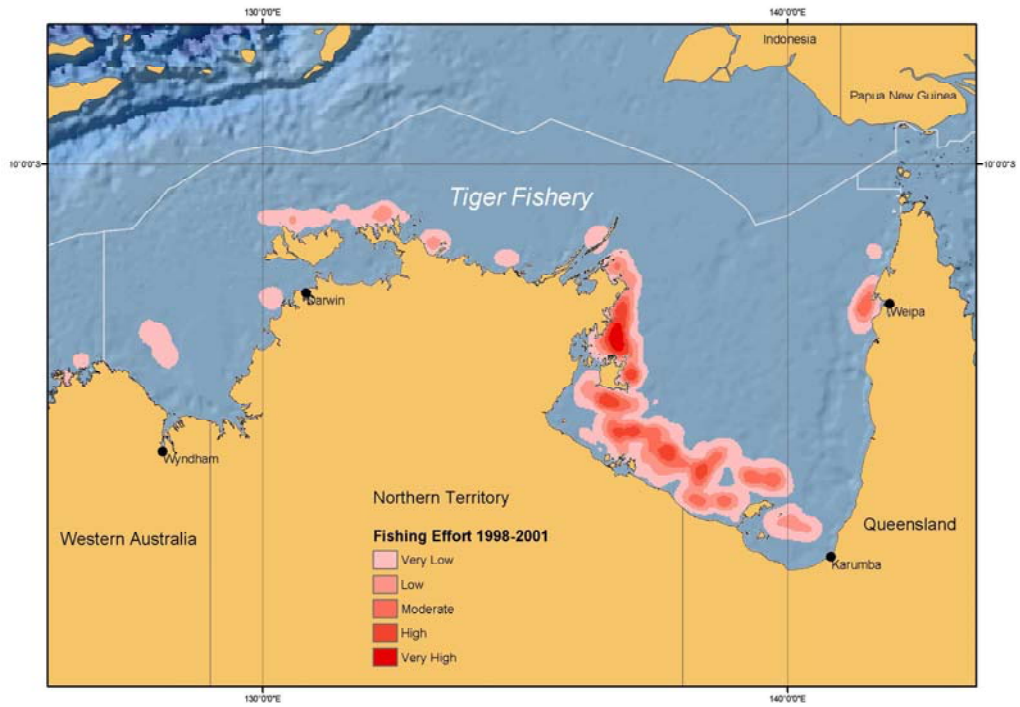 130°0'0"E
140°0'0"E
Indonesia
Papua New Guinea
10°0'0"S
10°0'0"S
Tiger Fishery
Darwin
Weipa
Wyndham
Northern Territory
Western Australia
Queensland
Fishing Effort 1998-2001
Very Low
Low
Moderate
High
Very High
Karumba
130°0'0"E
140°0'0"E